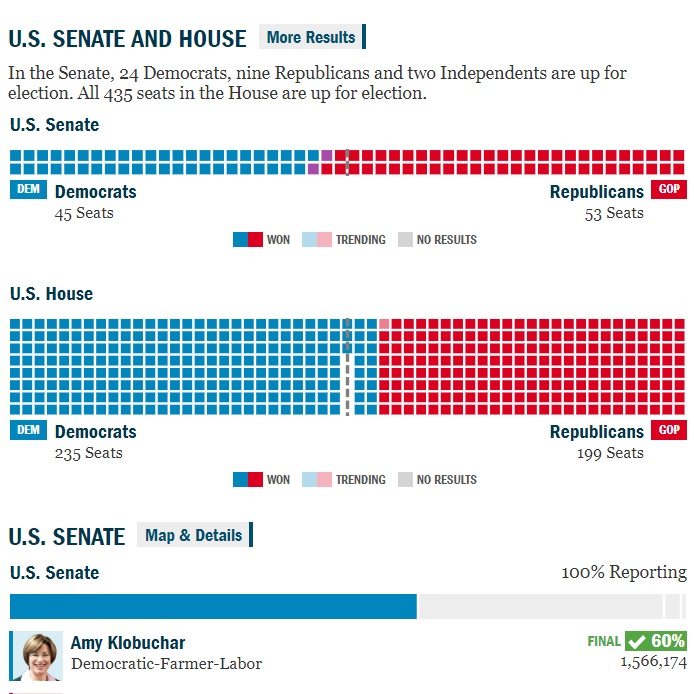 U.S. SENATE AND HOUSE More Results
In the Senate, 24 Democrats, nine Republicans and two Independents are up for
election. All 435 seats in the House are up for election.
U.S. Senate
DEM Democrats Republicans GOP
45 Seats 53 Seats
WON TRENDING NO RESULTS
U.S. House
DEM Democrats Republicans GOP
235 Seats 199 Seats
WON TRENDING NO RESULTS
U.S. SENATE Map & Details
U.S. Senate 100% Reporting
Amy Klobuchar FINAL ✓ 60%
Democratic-Farmer-Labor 1,566,174